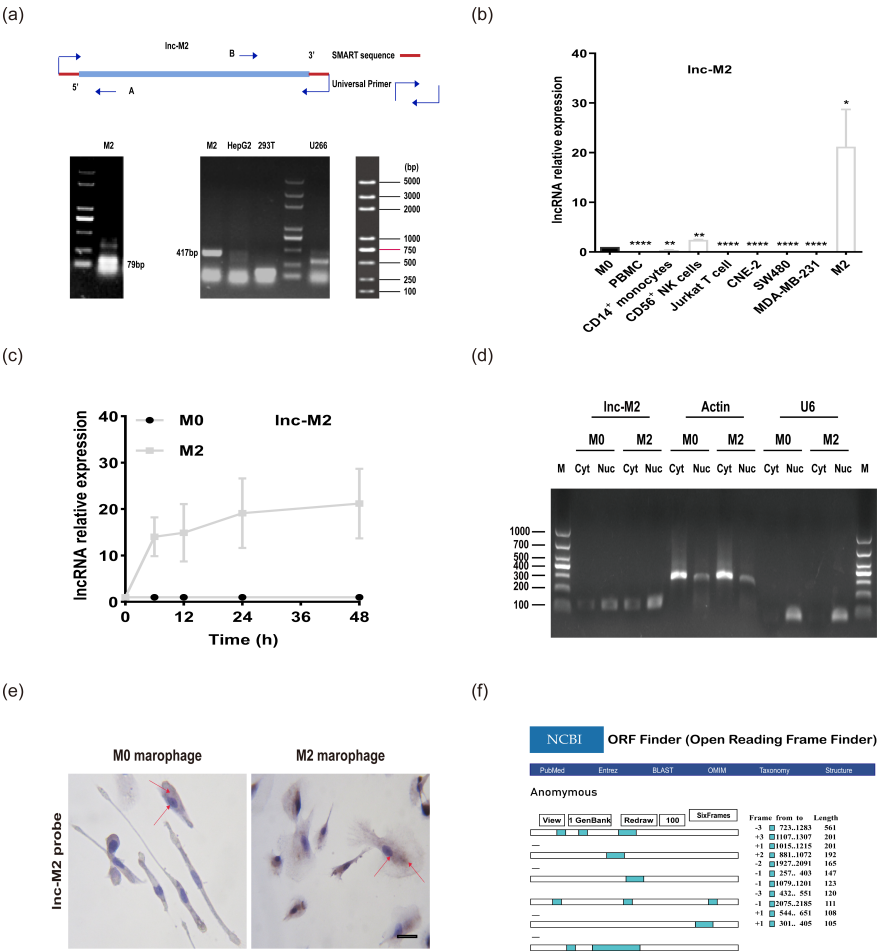 (a)
lnc-M2
B
3'
SMART sequence
5'
A
Universal Primer
M2
79bp
M2 HepG2 293T U266
417bp
(bp)
5000
3000
2000
1000
750
500
250
100
(b)
lnc-M2
lncRNA relative expression
40
30
20
10
0
**** ** ** **** **** **** **** *
M0
PBMC
CD14+ monocytes
CD56+ NK cells
Jurkat T cell
CNE-2
SW480
MDA-MB-231
M2
(c)
lnc-M2
M0
M2
lncRNA relative expression
40
30
20
10
0
0 12 24 36 48
Time (h)
(d)
lnc-M2 Actin U6
M0 M2 M0 M2 M0 M2
M Cyt Nuc Cyt Nuc Cyt Nuc Cyt Nuc Cyt Nuc Cyt Nuc M
1000
700
500
400
300
200
100
(e)
M0 marophage
M2 marophage
lnc-M2 probe
(f)
NCBI ORF Finder (Open Reading Frame Finder)
PubMed Entrez BLAST OMIM Taxonomy Structure
Anonymous
View 1 GenBank Redraw 100 SixFrames
Frame from to Length
-3 723..1283 561
+3 1107..1307 201
+1 1015..1215 201
+2 881..1072 192
-2 1927..2091 165
-1 257.. 403 147
-1 1079..1201 123
-3 432.. 551 120
-1 2075..2185 111
+1 544.. 651 108
+1 301.. 405 105